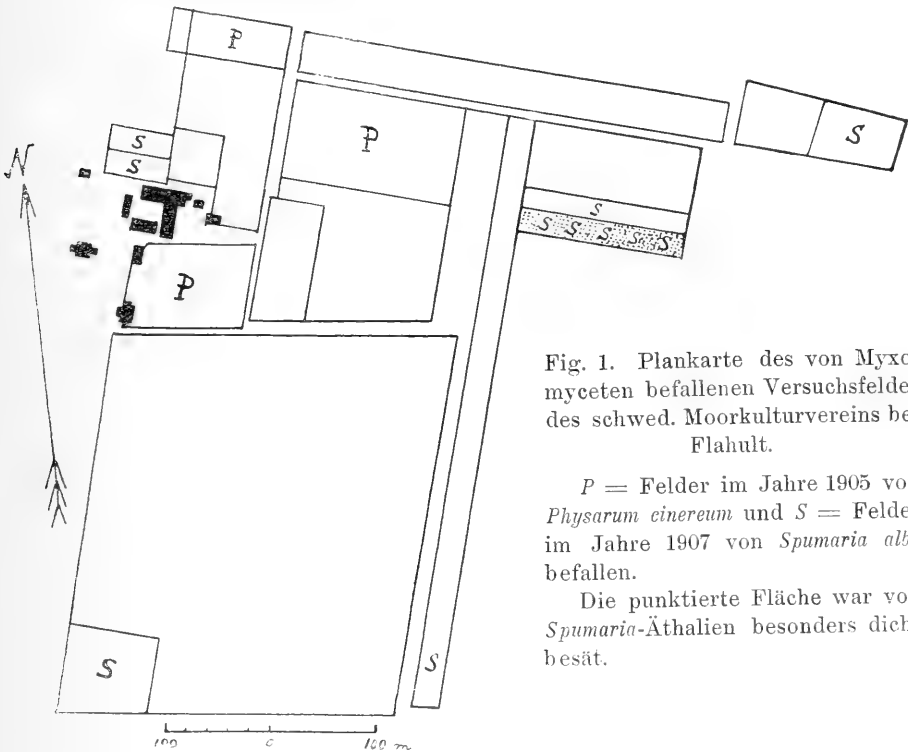 P
P
S
S
S
N
S
S S S S S
P
Fig. 1. Plankarte des von Myxo
myceten befallenen Versuchsfelde
des schwed. Moorkulturvereins be
Flahult.
P = Felder im Jahre 1905 vo
Physarum cinereum und S = Felde
im Jahre 1907 von Spumaria alb
befallen.
Die punktierte Fläche war vo
Spumaria-Äthalien besonders dich
besät.
S
S
100 0 100 m